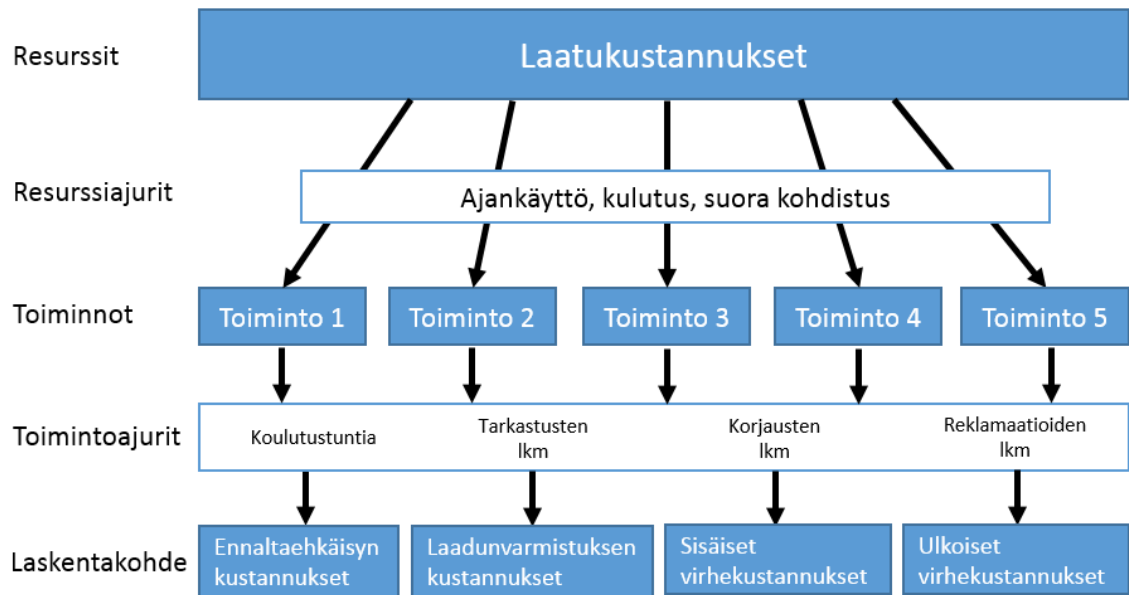 Resurssit
Laatukustannukset
Resurssiajurit
Ajankäyttö, kulutus, suora kohdistus
Toiminnot
Toiminto 1
Toiminto 2
Toiminto 3
Toiminto 4
Toiminto 5
Toimintoajurit
Koulutustuntia
Tarkastusten
lkm
Korjausten
lkm
Reklamaatioiden
lkm
Laskentakohde
Ennaltaehkäisyn
kustannukset
Laadunvarmistuksen
kustannukset
Sisäiset
virhekustannukset
Ulkoiset
virhekustannukset